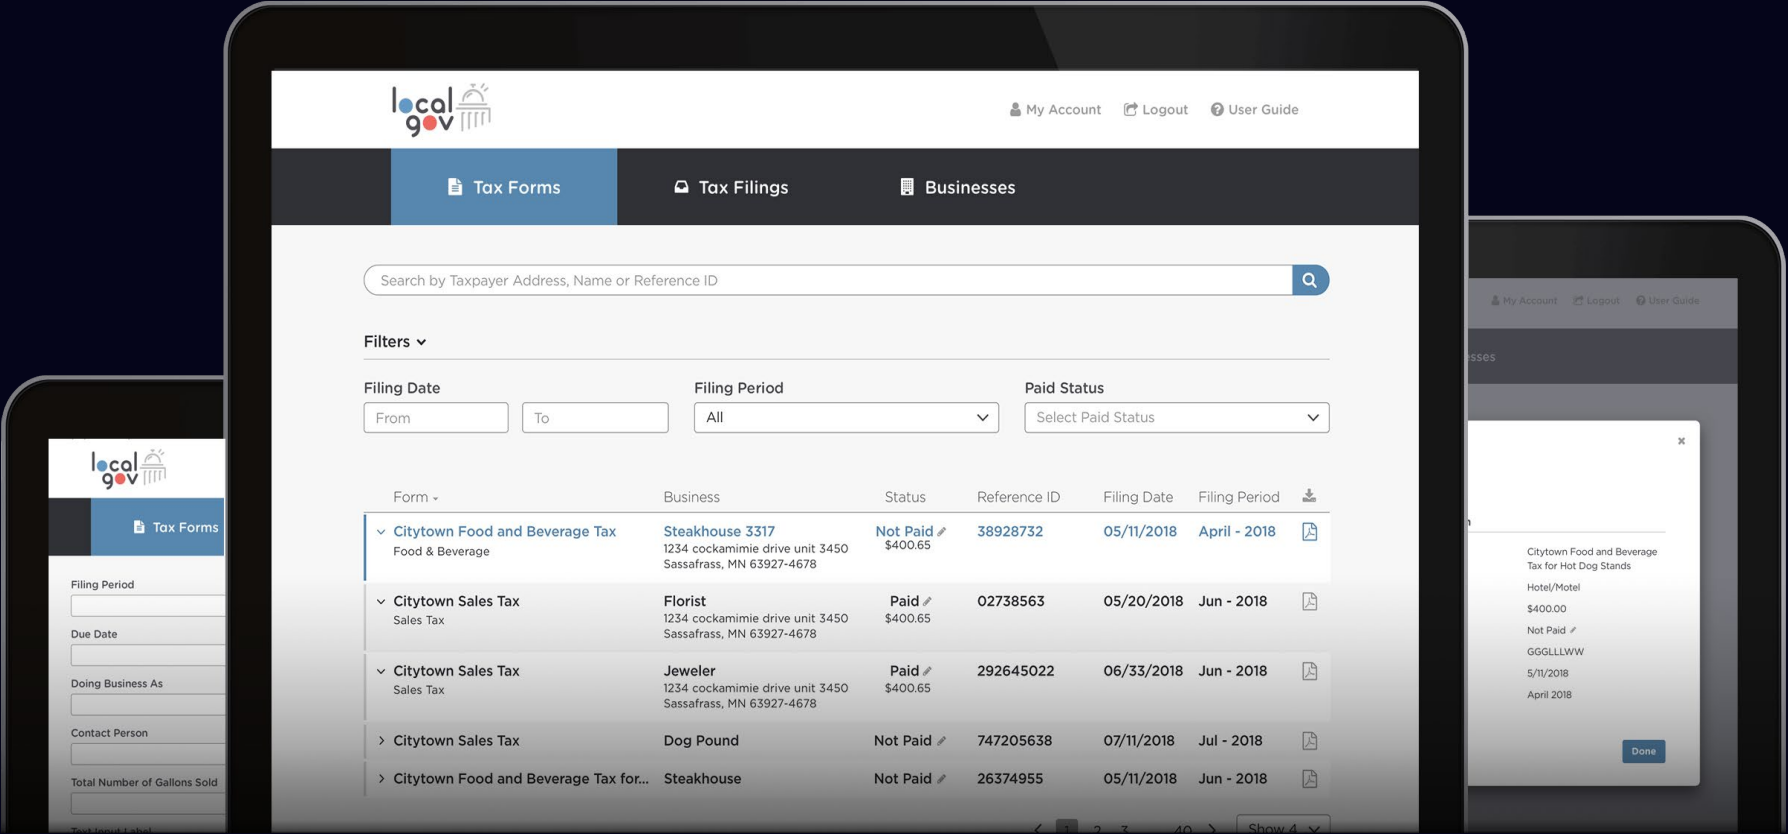 local
gov
My Account Logout User Guide
Tax Forms Tax Filings Businesses
Search by Taxpayer Address, Name or Reference ID
Filters
Filing Date Filing Period Paid Status
From To All Select Paid Status
Form Business Status Reference ID Filing Date Filing Period
Citytown Food and Beverage Tax Steakhouse 3317 Not Paid 38928732 05/11/2018 April - 2018
Food & Beverage 1234 cockamimie drive unit 3450 $400.65
Sassafrass, MN 63927-4678
Citytown Sales Tax Florist Paid 02738563 05/20/2018 Jun - 2018
Sales Tax 1234 cockamimie drive unit 3450 $400.65
Sassafrass, MN 63927-4678
Citytown Sales Tax Jeweler Paid 292645022 06/33/2018 Jun - 2018
Sales Tax 1234 cockamimie drive unit 3450 $400.65
Sassafrass, MN 63927-4678
Citytown Sales Tax Dog Pound Not Paid 747205638 07/11/2018 Jul - 2018
Citytown Food and Beverage Tax for... Steakhouse Not Paid 26374955 05/11/2018 Jun - 2018
1 2 3 40 Show 4
local
gov
Tax Forms
Filing Period
Due Date
Doing Business As
Contact Person
Total Number of Gallons Sold
Text Input Label
My Account Logout User Guide
sses
Citytown Food and Beverage
Tax for Hot Dog Stands
Hotel/Motel
$400.00
Not Paid
GGGLLLWW
5/11/2018
April 2018
Done